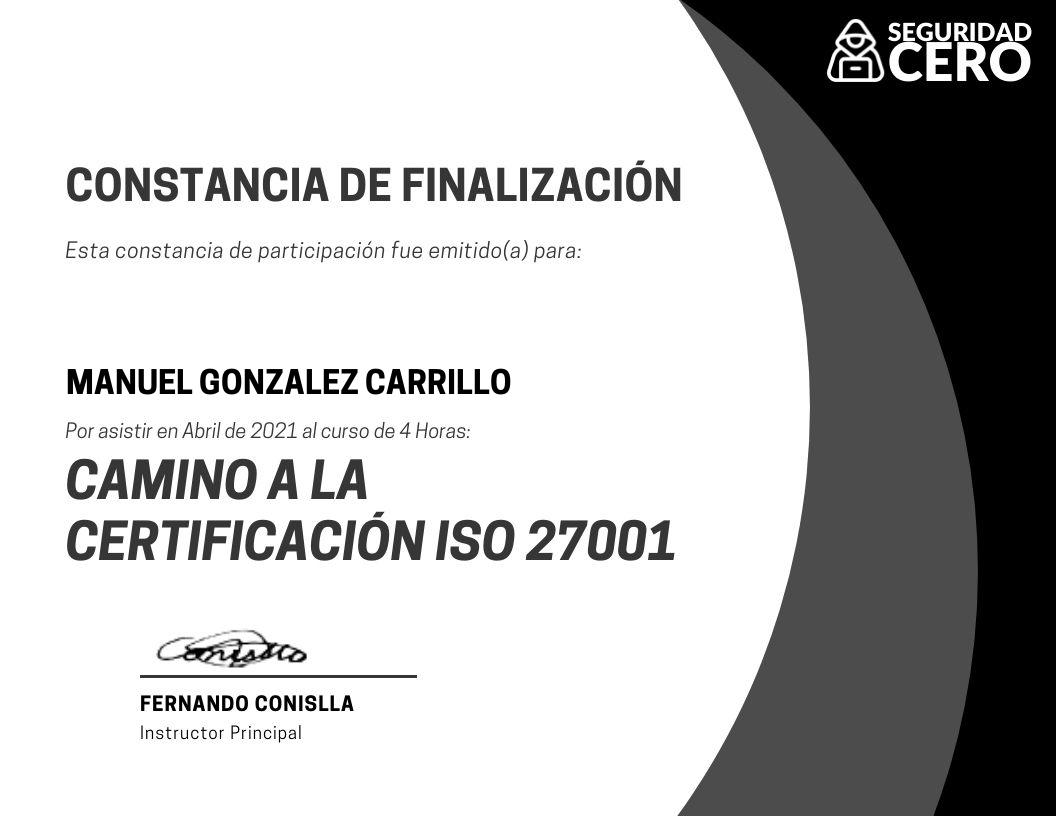 SEGURIDAD
CERO
CONSTANCIA DE FINALIZACIÓN
Esta constancia de participación fue emitido(a) para:
MANUEL GONZALEZ CARRILLO
Por asistir en Abril de 2021 al curso de 4 Horas:
CAMINO A LA
CERTIFICACIÓN ISO 27001
Conislla
FERNANDO CONISLLA
Instructor Principal